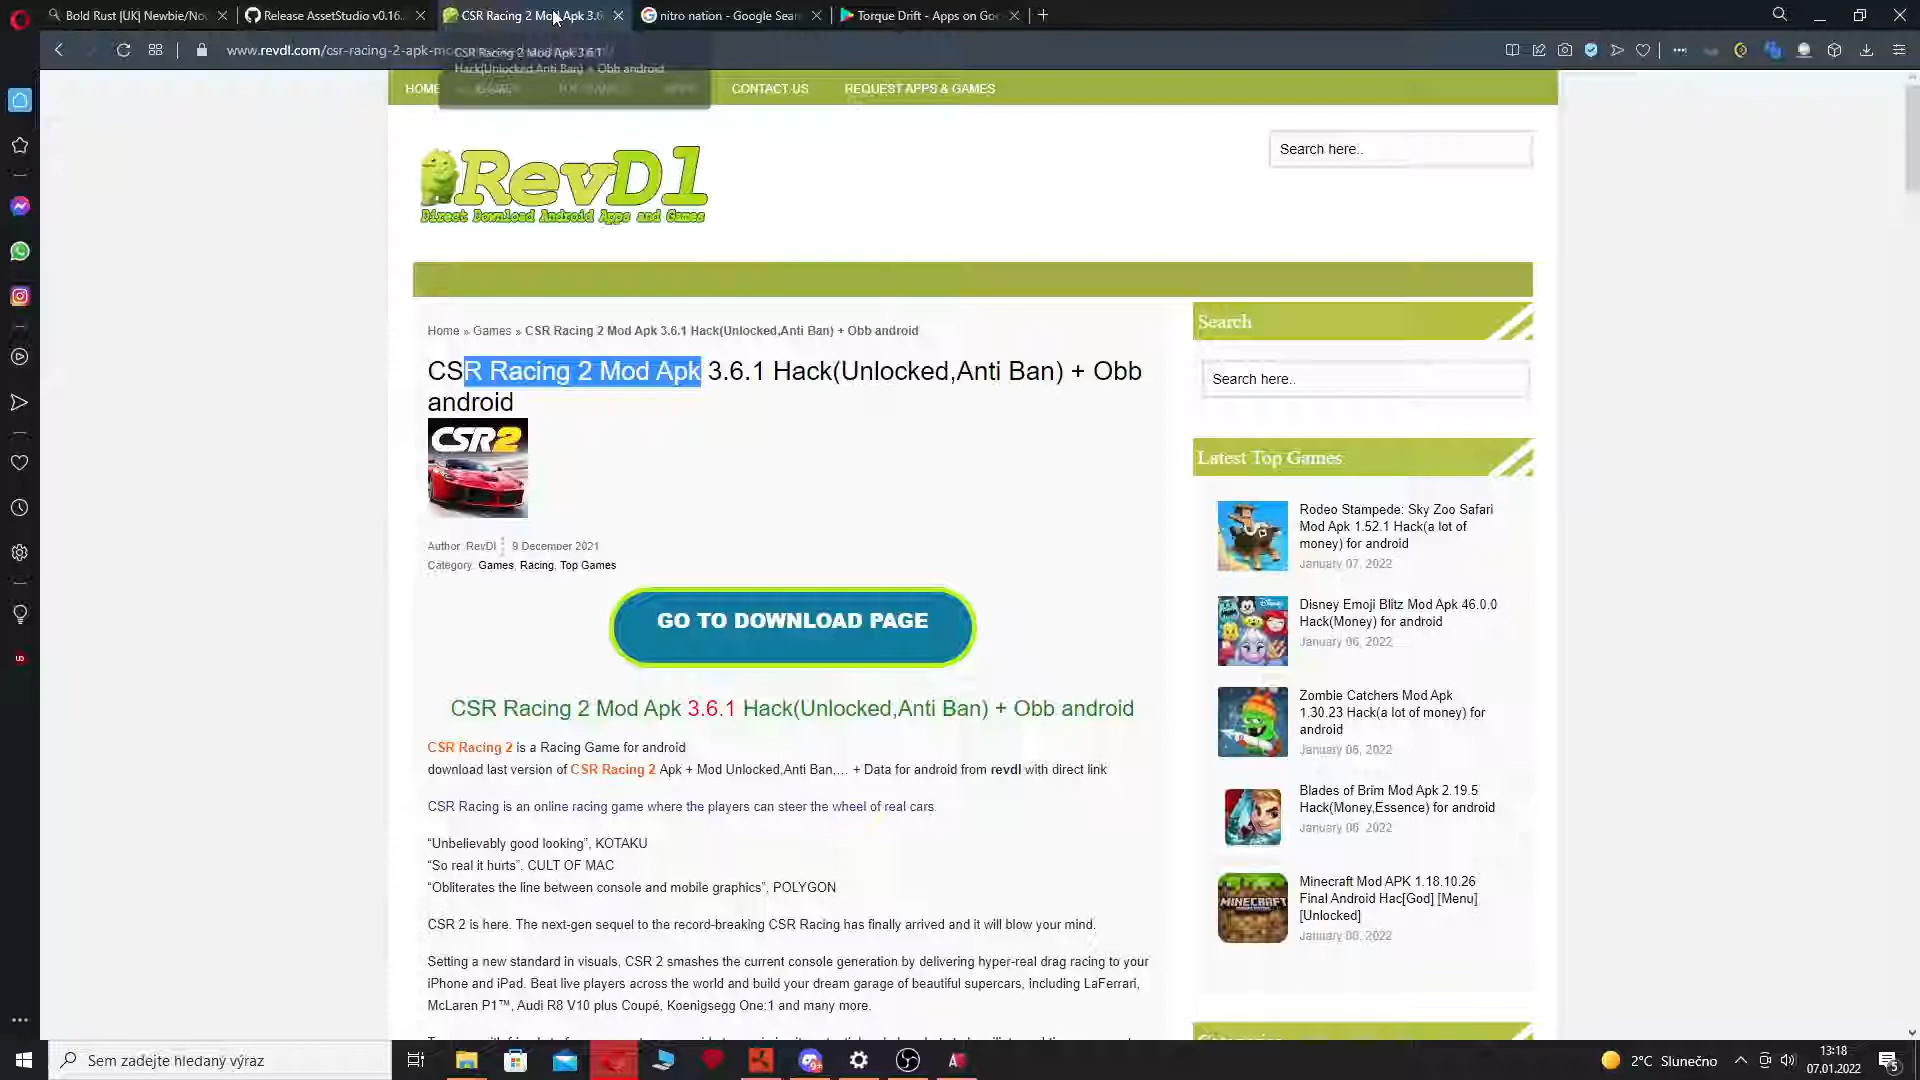 Bold Rust |UK| Newbie/No
Release AssetStudio v0.16.
CSR Racing 2 Mod Apk 3.6
nitro nation - Google Sear
Torque Drift - Apps on Go
www.revdl.com/csr-racing-2-apk-mo
CSR Racing 2 Mod Apk 3.6.1
Hack(Unlocked,Anti Ban) + Obb android
HOME
CONTACT US
REQUEST APPS & GAMES
RevDl
Direct Download Android Apps and Games
Search here..
Home » Games » CSR Racing 2 Mod Apk 3.6.1 Hack(Unlocked,Anti Ban) + Obb android
CSR Racing 2 Mod Apk 3.6.1 Hack(Unlocked,Anti Ban) + Obb
android
CSR2
Author: RevDl
9 December 2021
Category: Games, Racing, Top Games
GO TO DOWNLOAD PAGE
CSR Racing 2 Mod Apk 3.6.1 Hack(Unlocked,Anti Ban) + Obb android
CSR Racing 2 is a Racing Game for android
download last version of CSR Racing 2 Apk + Mod Unlocked,Anti Ban,… + Data for android from revdl with direct link
CSR Racing is an online racing game where the players can steer the wheel of real cars.
“Unbelievably good looking”, KOTAKU
“So real it hurts”, CULT OF MAC
“Obliterates the line between console and mobile graphics”, POLYGON
CSR 2 is here. The next-gen sequel to the record-breaking CSR Racing has finally arrived and it will blow your mind.
Setting a new standard in visuals, CSR 2 smashes the current console generation by delivering hyper-real drag racing to your
iPhone and iPad. Beat live players across the world and build your dream garage of beautiful supercars, including LaFerrari,
McLaren P1™, Audi R8 V10 plus Coupé, Koenigsegg One:1 and many more.
Search
Search here..
Latest Top Games
Rodeo Stampede: Sky Zoo Safari
Mod Apk 1.52.1 Hack(a lot of
money) for android
January 07, 2022
Disney Emoji Blitz Mod Apk 46.0.0
Hack(Money) for android
January 06, 2022
Zombie Catchers Mod Apk
1.30.23 Hack(a lot of money) for
android
January 06, 2022
Blades of Brim Mod Apk 2.19.5
Hack(Money,Essence) for android
January 06, 2022
MINECRAFT
Minecraft Mod APK 1.18.10.26
Final Android Hac[God] [Menu]
[Unlocked]
January 06, 2022
Sem zadejte hledaný výraz
2°C Slunečno
13:18
07.01.2022
5